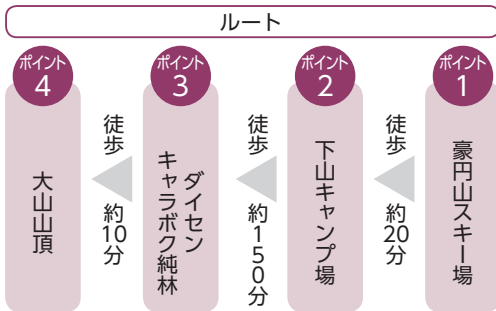 ルート
ポイント
1
豪円山スキー場
徒歩
約20分
ポイント
2
下山キャンプ場
徒歩
約150分
ポイント
3
ダイセン
キャラボク純林
徒歩
約10分
ポイント
4
大山山頂